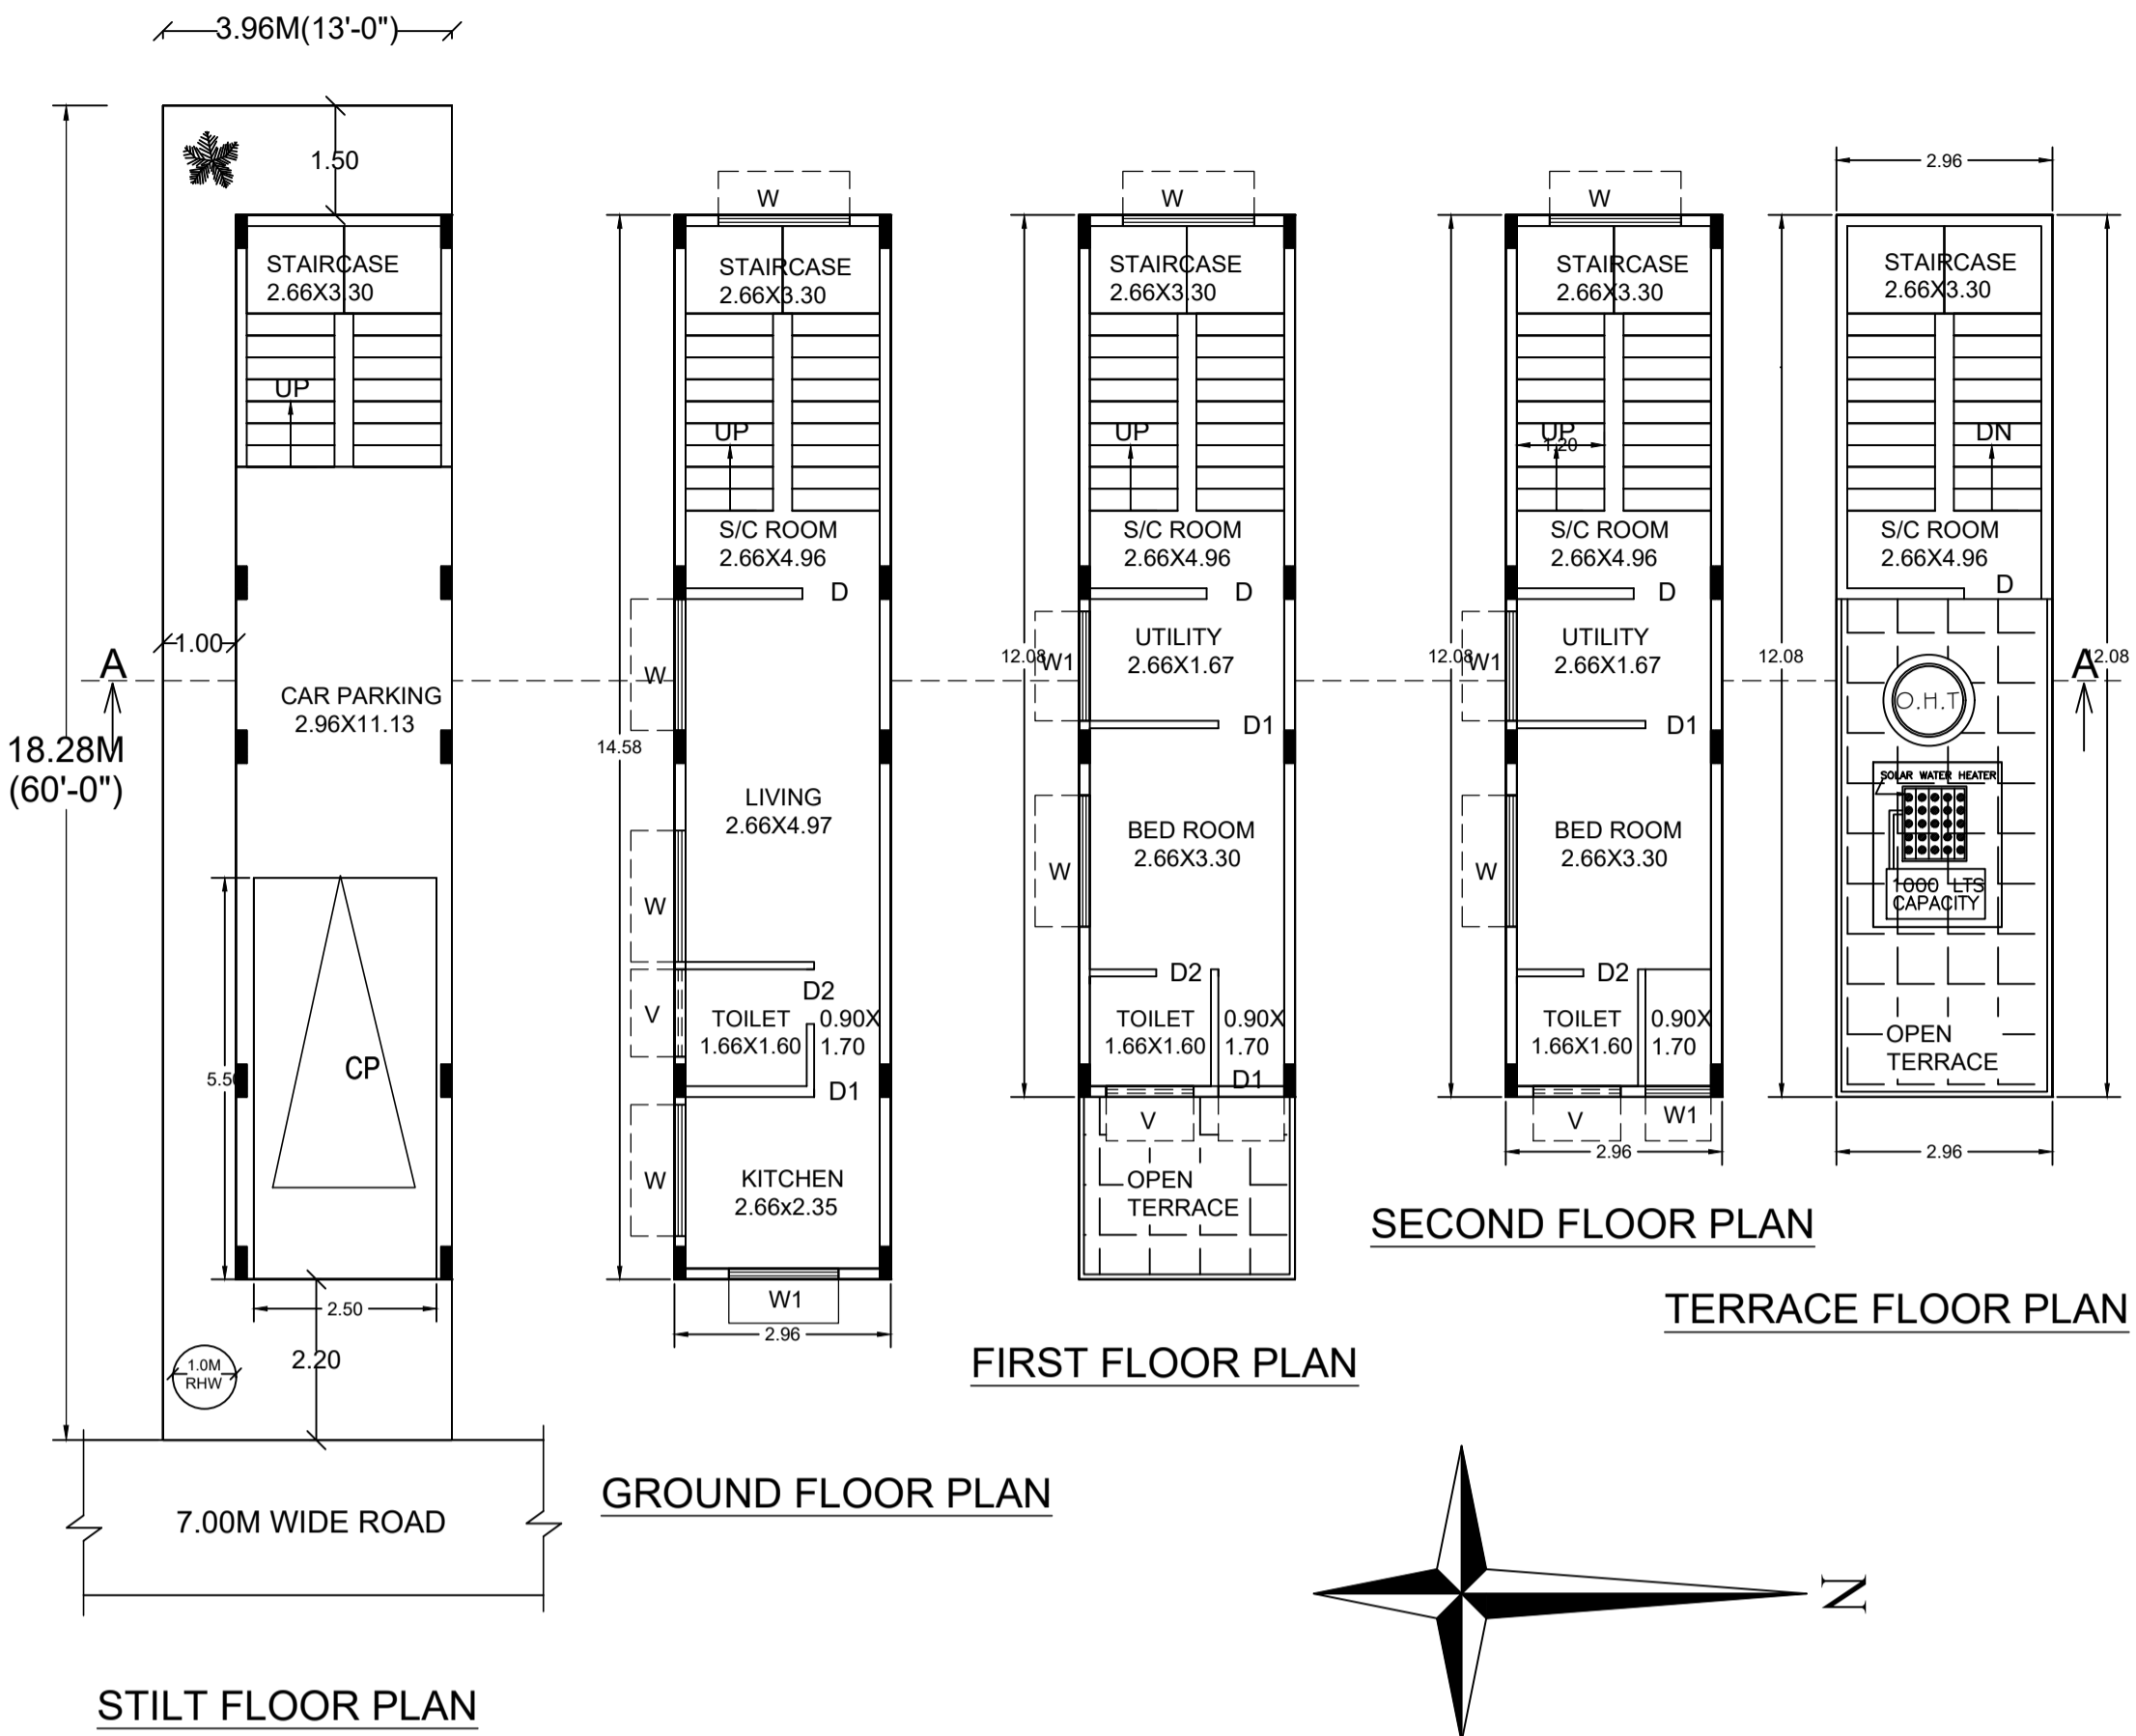 3.96M(13'-0")
1.50
STAIRCASE
2.66X3.30
UP
1.00
A
CAR PARKING
2.96X11.13
18.28M
(60'-0")
5.50
CP
2.50
2.20
1.0M
RHW
7.00M WIDE ROAD
STILT FLOOR PLAN
W
STAIRCASE
2.66X3.30
UP
S/C ROOM
2.66X4.96
D
W
14.58
LIVING
2.66X4.97
W
D2
V
TOILET
1.66X1.60
0.90X
1.70
D1
W
KITCHEN
2.66x2.35
W1
2.96
GROUND FLOOR PLAN
W
STAIRCASE
2.66X3.30
UP
S/C ROOM
2.66X4.96
D
UTILITY
2.66X1.67
12.08
W1
D1
BED ROOM
2.66X3.30
W
D2
TOILET
1.66X1.60
0.90X
1.70
D1
V
OPEN
TERRACE
FIRST FLOOR PLAN
W
STAIRCASE
2.66X3.30
UP
1.20
S/C ROOM
2.66X4.96
D
UTILITY
2.66X1.67
12.08
W1
D1
BED ROOM
2.66X3.30
W
D2
TOILET
1.66X1.60
0.90X
1.70
V
W1
2.96
SECOND FLOOR PLAN
2.96
STAIRCASE
2.66X3.30
DN
S/C ROOM
2.66X4.96
D
12.08
A
12.08
O.H.T
SOLAR WATER HEATER
1000 LTS
CAPACITY
OPEN
TERRACE
2.96
TERRACE FLOOR PLAN
N